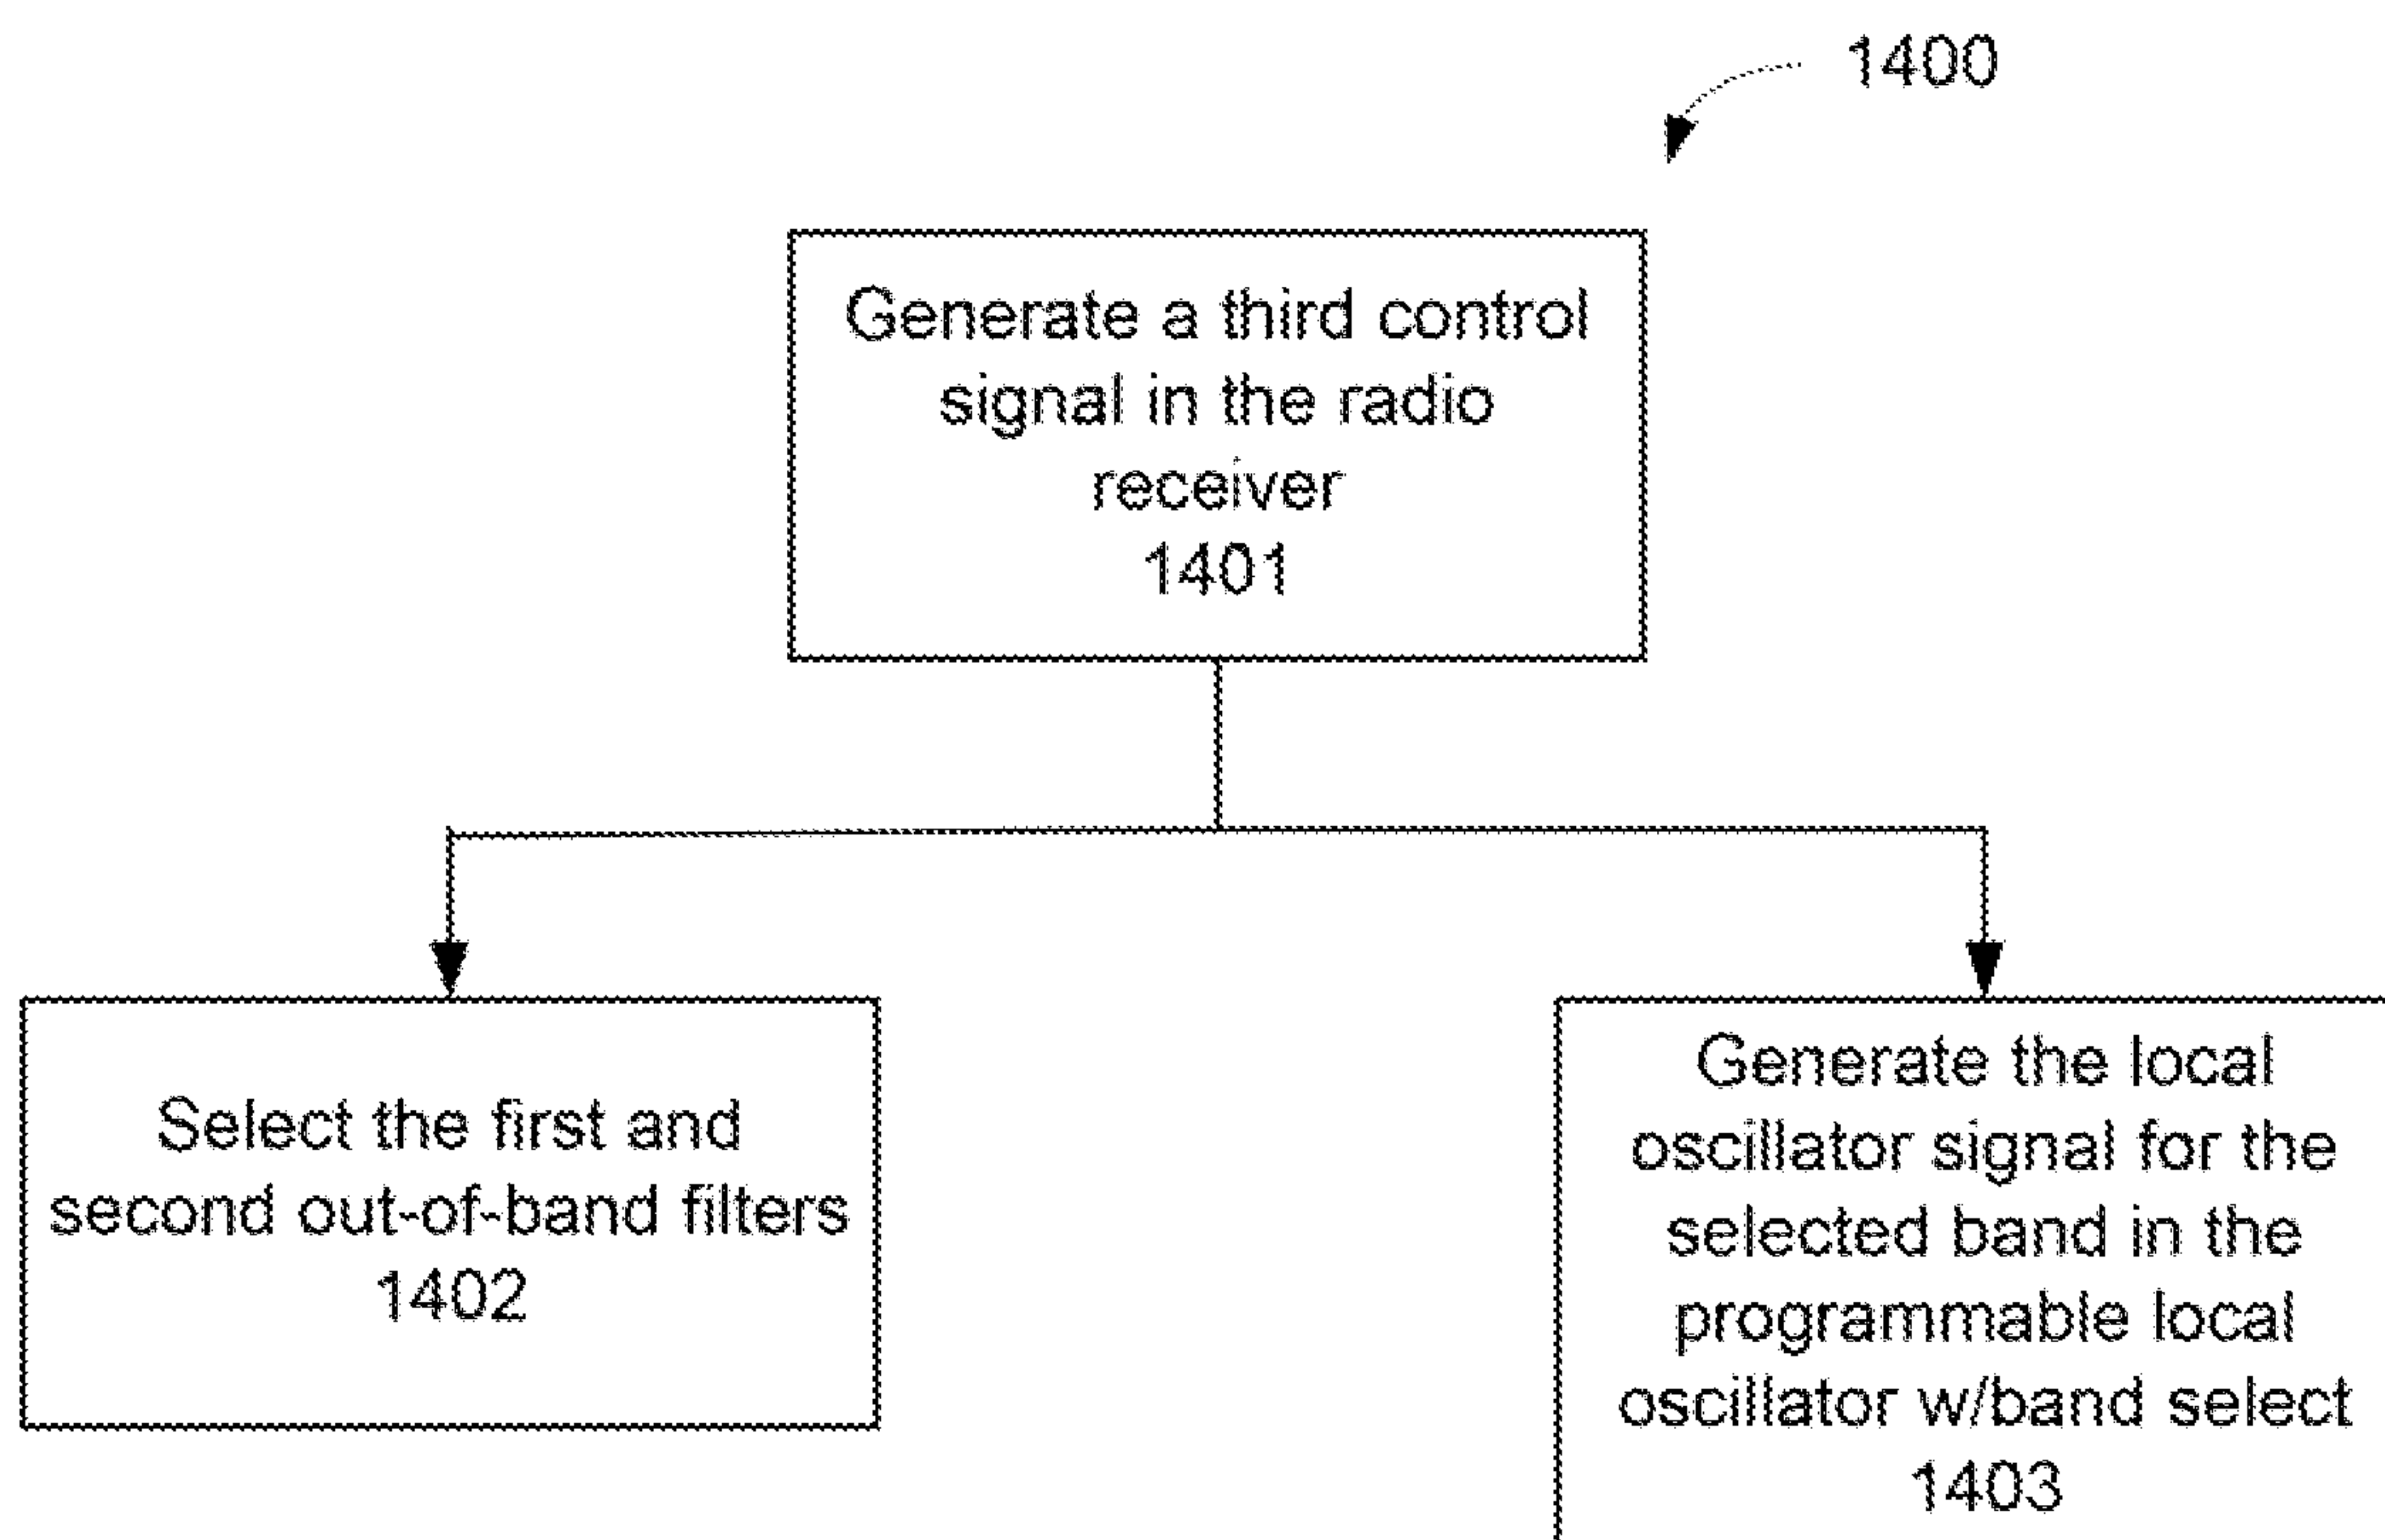 1400
Generate a third control
signal in the radio
receiver
1401
Select the first and
second out-of-band filters
1402
Generate the local
oscillator signal for the
selected band in the
programmable local
oscillator w/band select
1403